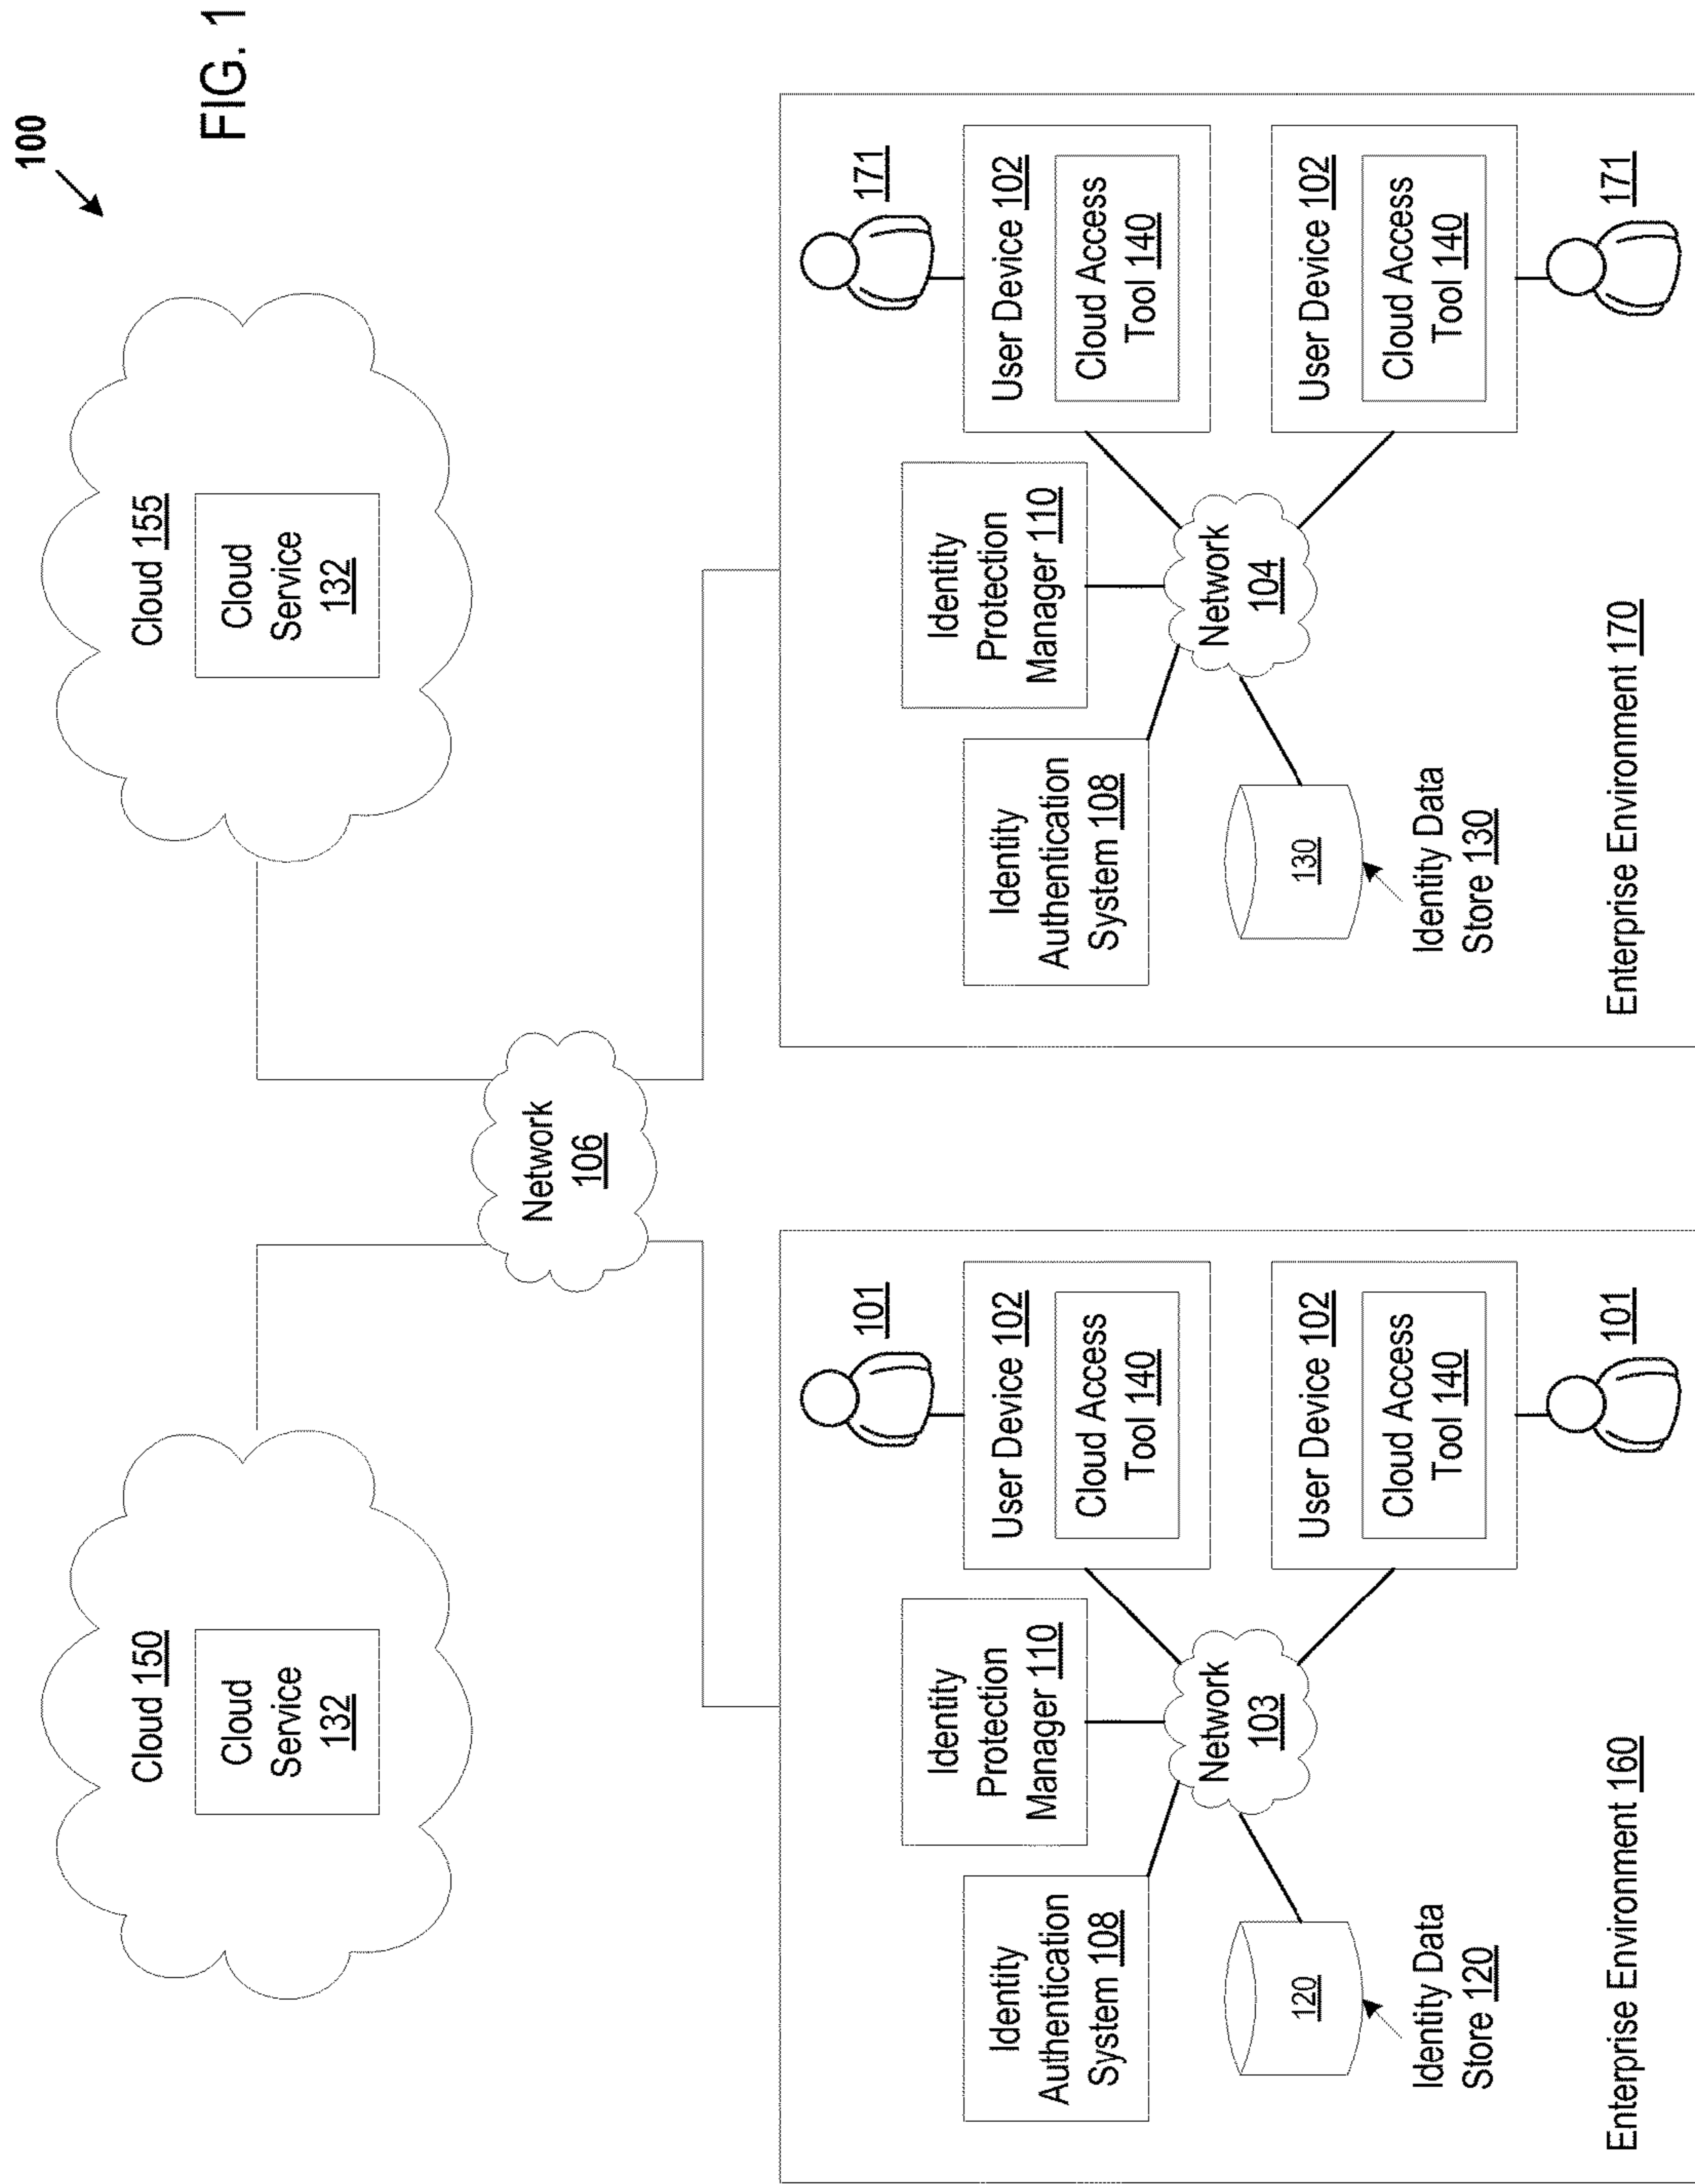 100
FIG. 1
Cloud 150
Cloud
Service
132
Cloud 155
Cloud
Service
132
Network
106
101
User Device 102
Cloud Access
Tool 140
Identity
Protection
Manager 110
Identity
Authentication
System 108
Network
103
User Device 102
Cloud Access
Tool 140
101
120
Identity Data
Store 120
Enterprise Environment 160
171
User Device 102
Cloud Access
Tool 140
Identity
Protection
Manager 110
Identity
Authentication
System 108
Network
104
User Device 102
Cloud Access
Tool 140
171
130
Identity Data
Store 130
Enterprise Environment 170